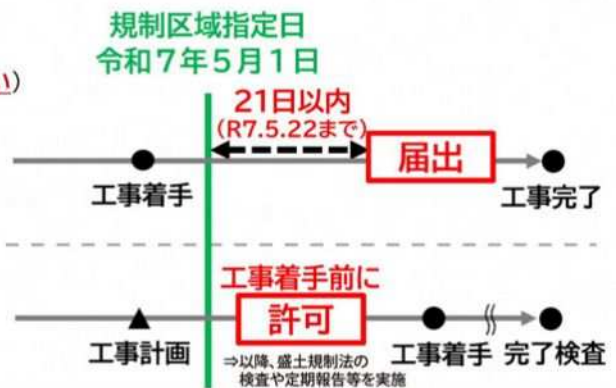 規制区域指定日
令和7年5月1日
い)
21日以内
(R7.5.22まで)
届出
工事着手
工事完了
工事着手前に
許可
工事計画
工事着手
完了検査
⇒以降、盛土規制法の
検査や定期報告等を実施